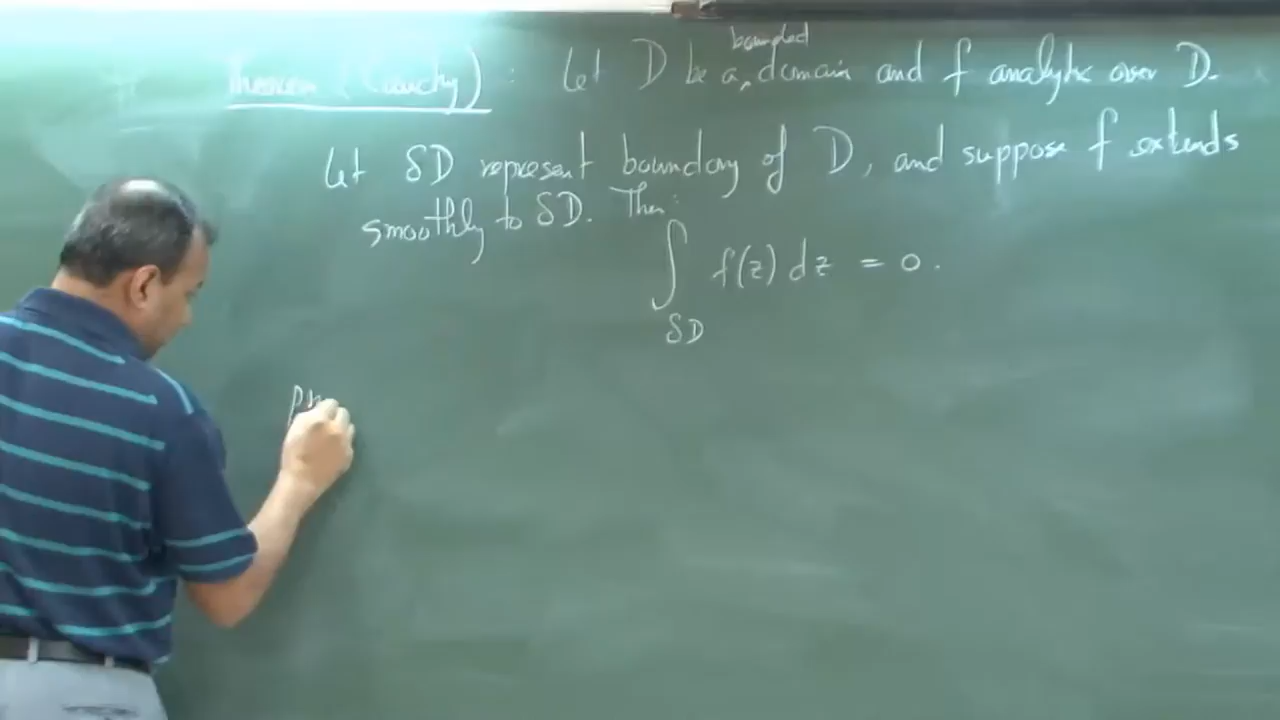 Theorem (Cauchy) : Let D be a, bounded domain and f analytic over D.
Let δD represent boundary of D, and suppose f extends
smoothly to δD. Then:
∫ f(z) dz = 0.
δD